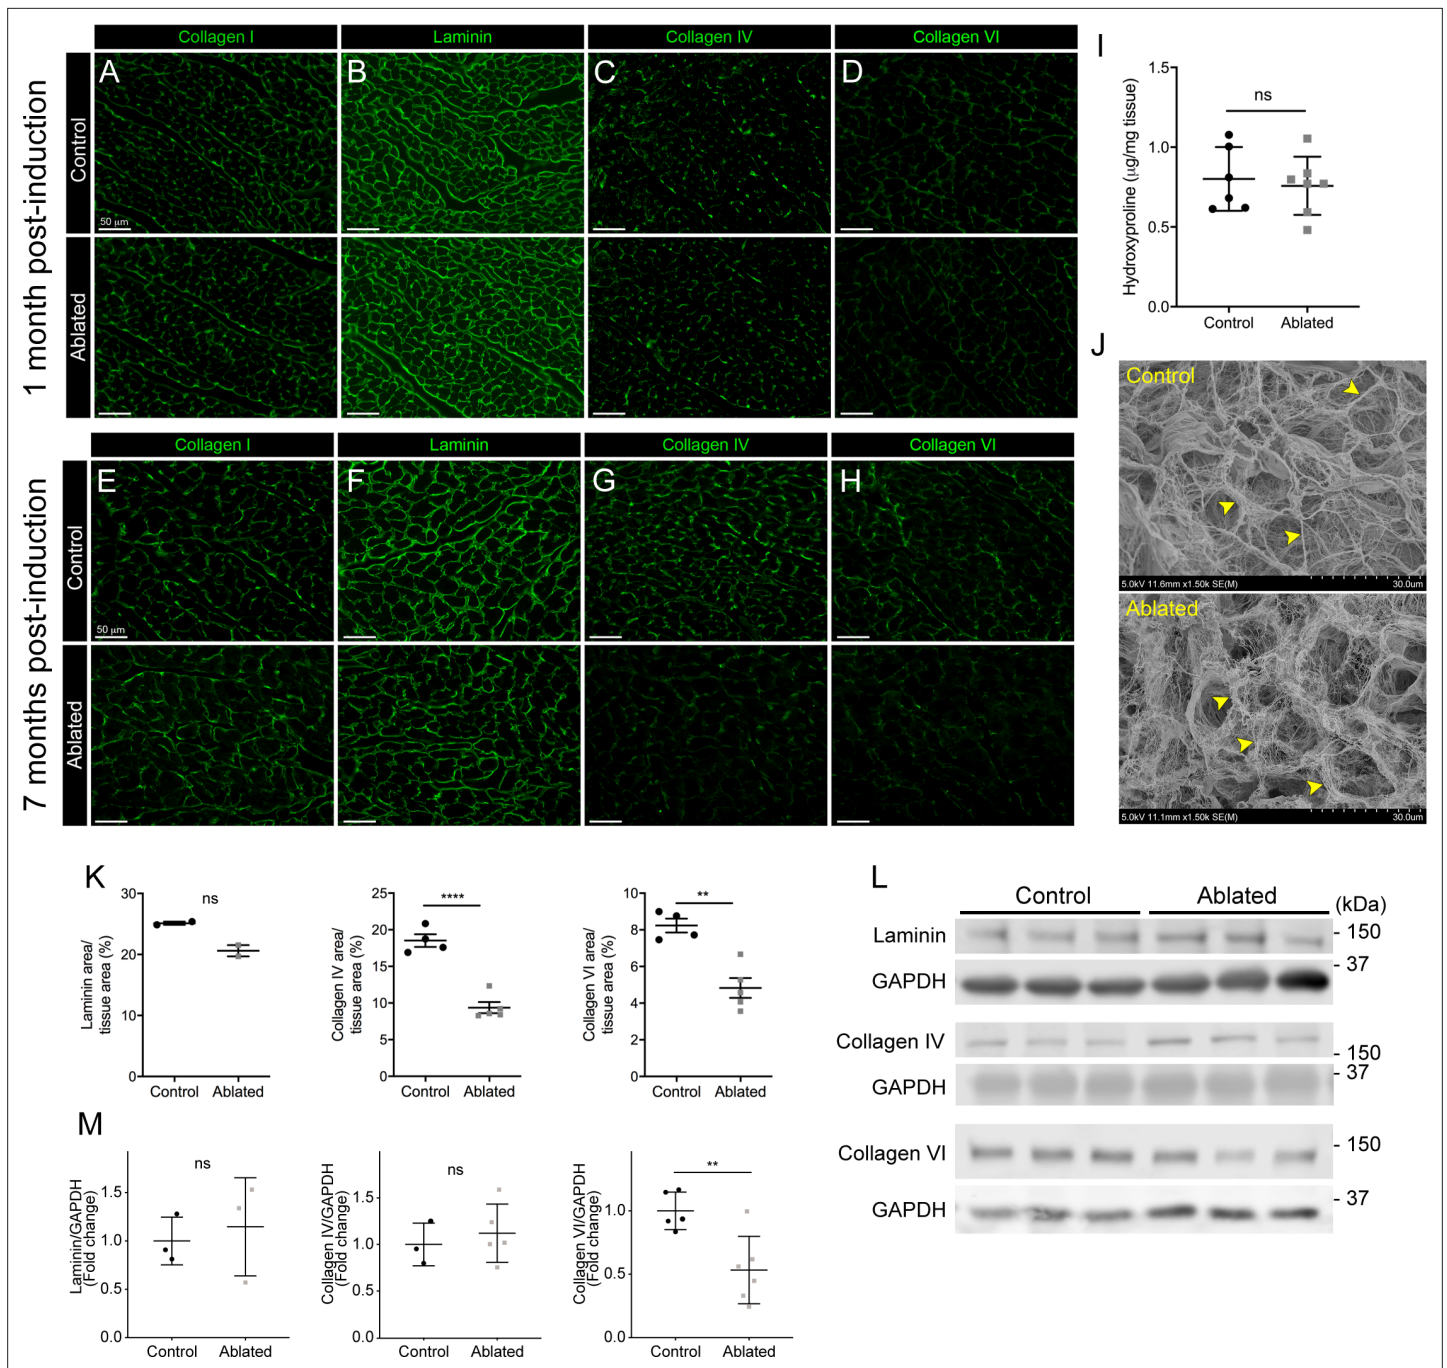 Collagen I Laminin Collagen IV Collagen VI
1 month post-induction
Control
A B C D
50 μm
Ablated
Collagen I Laminin Collagen IV Collagen VI
7 months post-induction
Control
E F G H
50 μm
Ablated
I
Hydroxyproline (μg/mg tissue)
1.5
1.0
0.5
0.0
ns
Control Ablated
J
Control
5.0kV 11.6mm x1.50k SE(M) 30.0um
Ablated
5.0kV 11.1mm x1.50k SE(M) 30.0um
K
Laminin area/
tissue area (%)
30
20
10
0
ns
Control Ablated
Collagen IV area/
tissue area (%)
25
20
15
10
5
0
****
Control Ablated
Collagen VI area/
tissue area (%)
10
8
6
4
2
0
**
Control Ablated
L
Control Ablated (kDa)
Laminin - 150
GAPDH - 37
Collagen IV - 150
GAPDH - 37
Collagen VI - 150
GAPDH - 37
M
Laminin/GAPDH
(Fold change)
1.5
1.0
0.5
0.0
ns
Control Ablated
Collagen IV/GAPDH
(Fold change)
1.5
1.0
0.5
0.0
ns
Control Ablated
Collagen VI/GAPDH
(Fold change)
1.0
0.5
0.0
**
Control Ablated